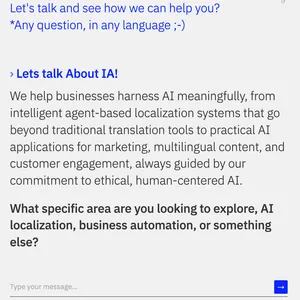 Let's talk and see how we can help you?
*Any question, in any language ;-)
› Lets talk About IA!
We help businesses harness AI meaningfully, from
intelligent agent-based localization systems that go
beyond traditional translation tools to practical AI
applications for marketing, multilingual content, and
customer engagement, always guided by our
commitment to ethical, human-centered AI.
What specific area are you looking to explore, AI
localization, business automation, or something
else?
Type your message...
→